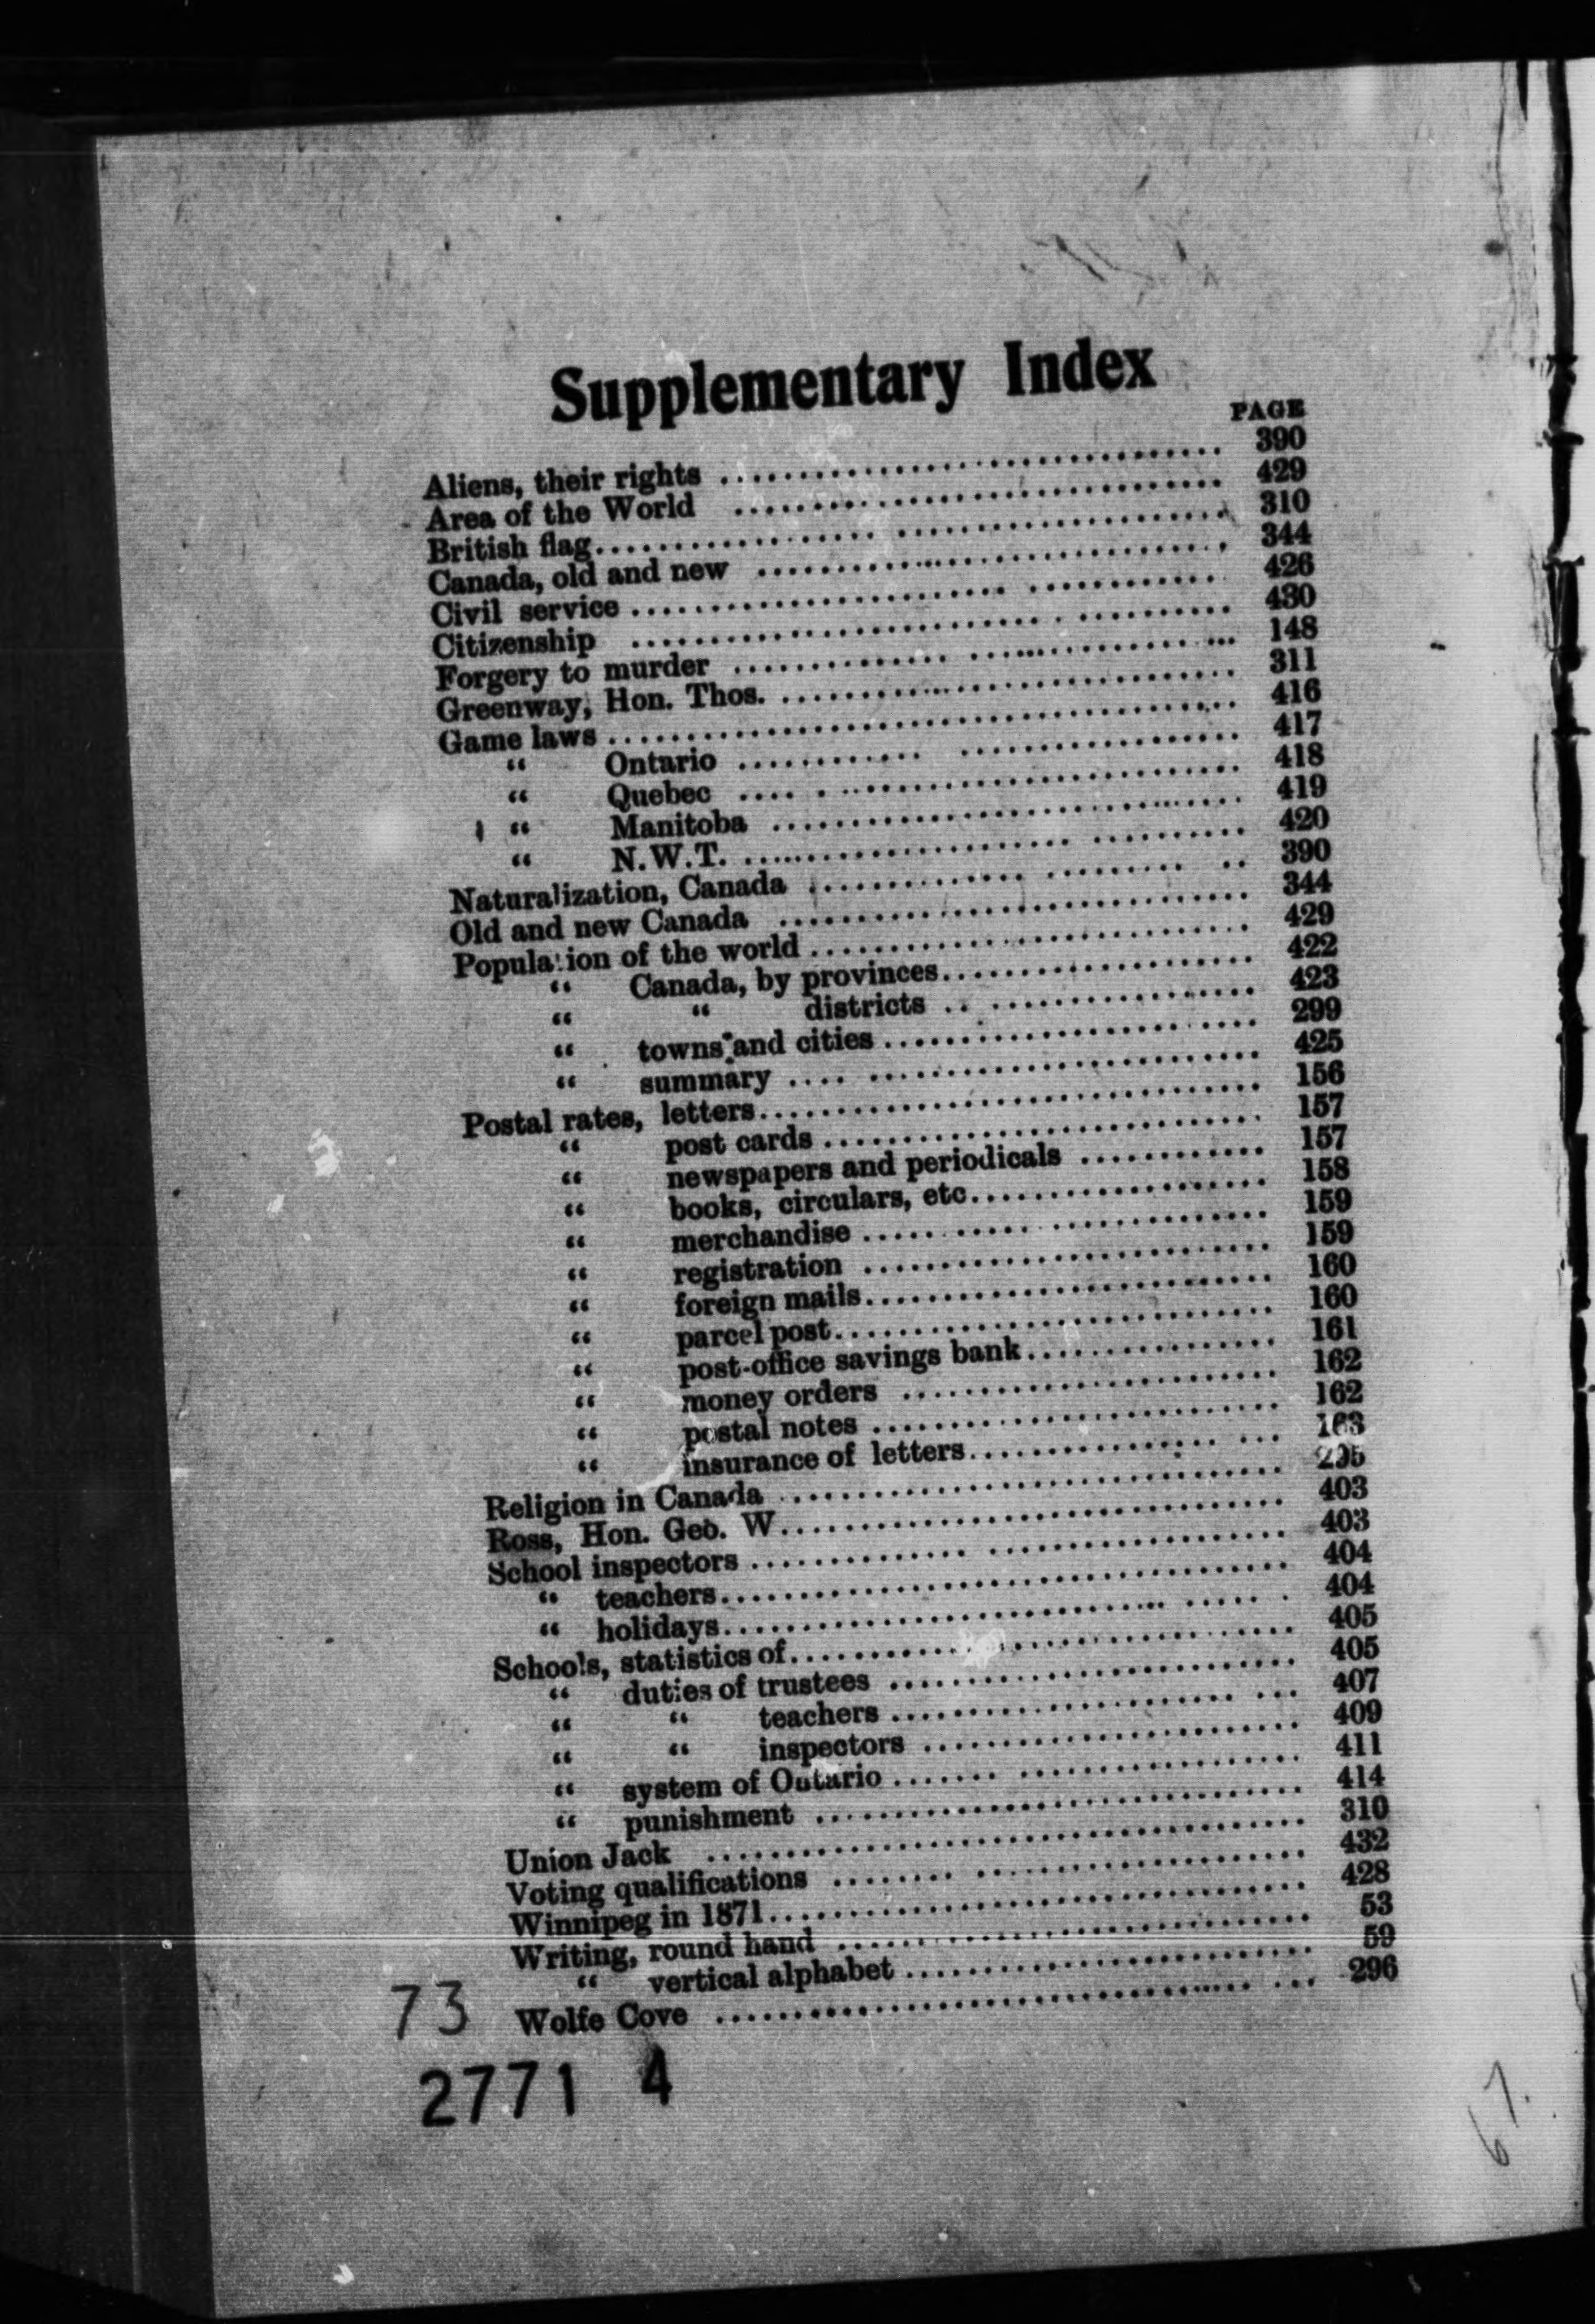 Supplementary Index
PAGE
Aliens, their rights ........................ 390
Area of the World ........................ 429
British flag ........................ 310
Canada, old and new ........................ 344
Civil service ........................ 426
Citizenship ........................ 430
Forgery to murder ........................ 148
Greenway, Hon. Thos. ........................ 311
Game laws ........................ 416
“ Ontario ........................ 417
“ Quebec ........................ 418
“ Manitoba ........................ 419
“ N.W.T. ........................ 420
Naturalization, Canada ........................ 390
Old and new Canada ........................ 344
Population of the world ........................ 429
“ Canada, by provinces ........................ 422
“ “ districts ........................ 423
“ towns and cities ........................ 299
“ summary ........................ 425
Postal rates, letters ........................ 156
“ post cards ........................ 157
“ newspapers and periodicals ........................ 157
“ books, circulars, etc. ........................ 158
“ merchandise ........................ 159
“ registration ........................ 159
“ foreign mails ........................ 160
“ parcel post ........................ 160
“ post-office savings bank ........................ 161
“ money orders ........................ 162
“ postal notes ........................ 162
“ insurance of letters ........................ 163
Religion in Canada ........................ 295
Ross, Hon. Geo. W. ........................ 403
School inspectors ........................ 403
“ teachers ........................ 404
“ holidays ........................ 404
Schools, statistics of ........................ 405
“ duties of trustees ........................ 405
“ “ teachers ........................ 407
“ “ inspectors ........................ 409
“ system of Ontario ........................ 411
“ punishment ........................ 414
Union Jack ........................ 310
Voting qualifications ........................ 432
Winnipeg in 1871 ........................ 428
Writing, round hand ........................ 53
“ vertical alphabet ........................ 59
Wolfe Cove ........................ 296
73
2771 4
67.